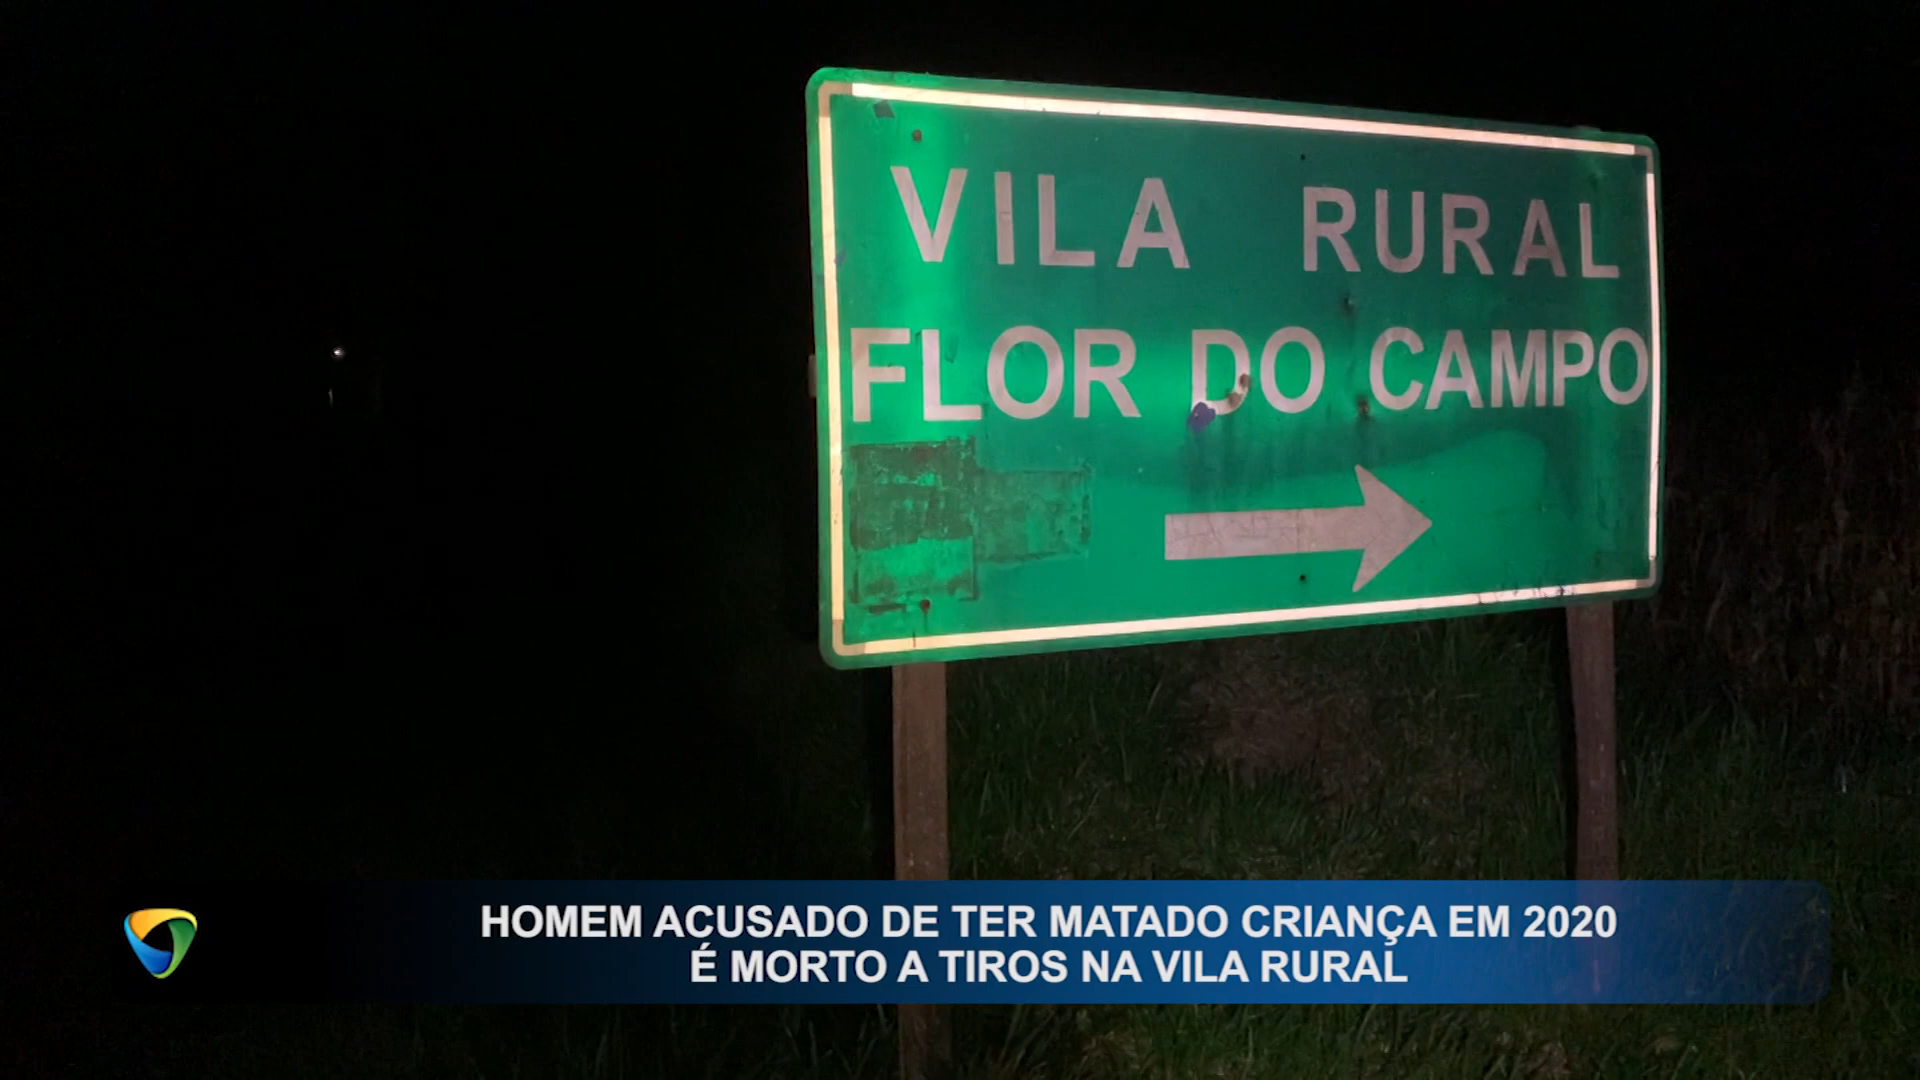 VILA RURAL
FLOR DO CAMPO
HOMEM ACUSADO DE TER MATADO CRIANÇA EM 2020
É MORTO A TIROS NA VILA RURAL